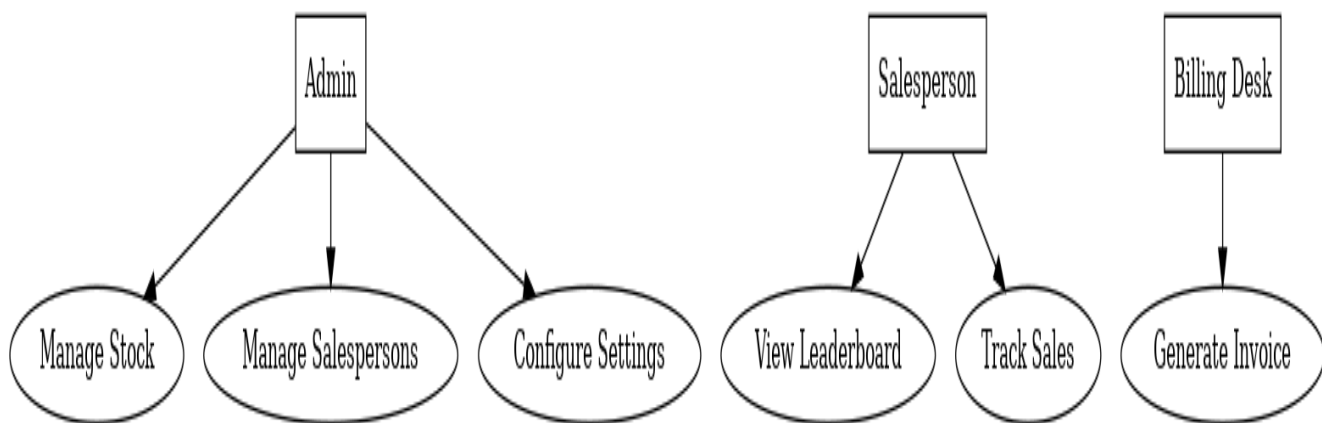 Admin
Salesperson
Billing Desk
Manage Stock
Manage Salespersons
Configure Settings
View Leaderboard
Track Sales
Generate Invoice